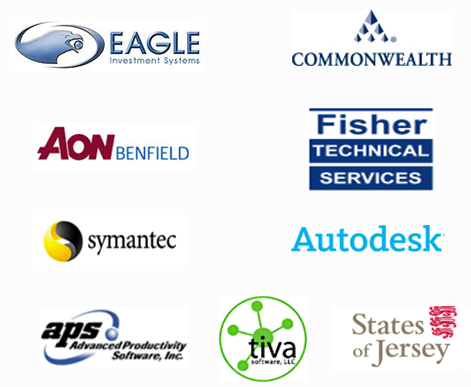 EAGLE
Investment Systems
COMMONWEALTH®
AON BENFIELD
Fisher
TECHNICAL
SERVICES
symantec
Autodesk
aps
Advanced Productivity
Software, Inc.
tiva
software, LLC
States
of Jersey